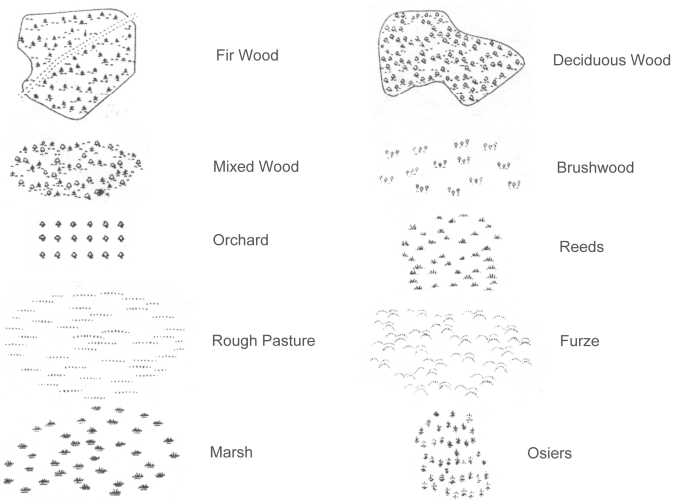 Fir Wood
Deciduous Wood
Mixed Wood
Brushwood
Orchard
Reeds
Rough Pasture
Furze
Marsh
Osiers